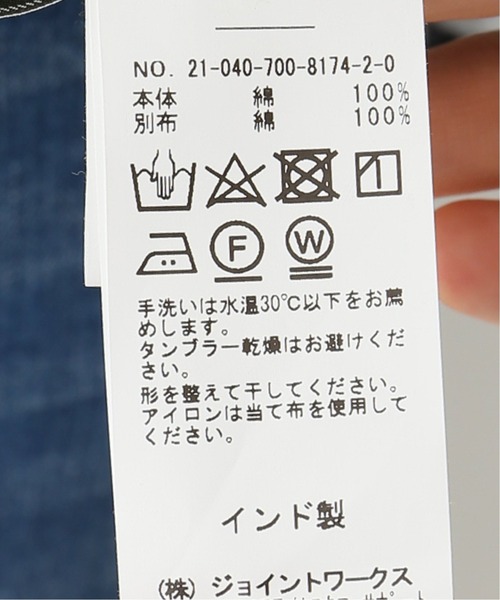 NO. 21-040-700-8174-2-0
本体 綿 100%
別布 綿 100%
F W
手洗いは水温30℃以下をお薦
めします。
タンブラー乾燥はお避けくだ
さい。
形を整えて干してください。
アイロンは当て布を使用して
ください。
インド製
(株) ジョイントワークス